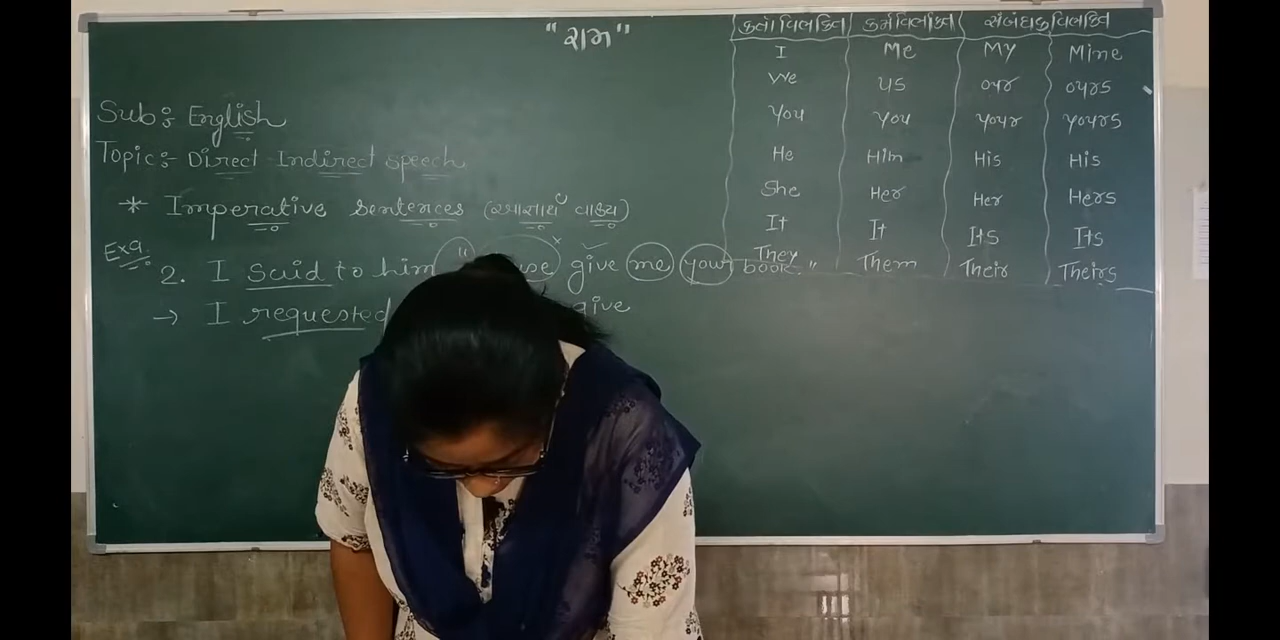 "રામ"
Sub:- English
Topic:- Direct Indirect speech
* Imperative Sentences (આજ્ઞાર્થ વાક્ય)
Exa.
2. I said to him " give me your book."
→ I requested give
કર્તા વિભક્તિ કર્મ વિભક્તિ સંબંધક વિભક્તિ
I Me My Mine
We us our ours
You You Your Yours
He Him His His
She Her Her Hers
It It Its Its
They Them Their Theirs